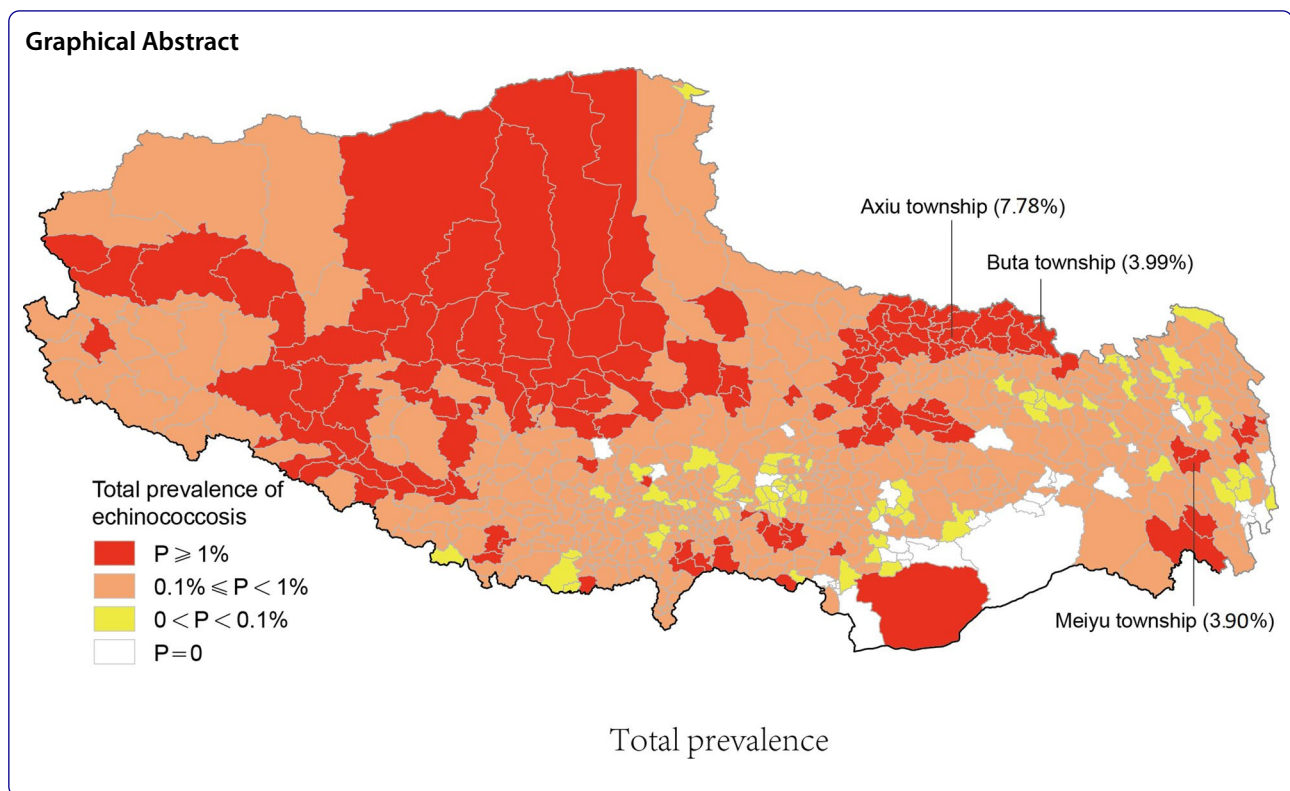 Graphical Abstract
Axiu township (7.78%)
Buta township (3.99%)
Total prevalence of
echinococcosis
P ⩾ 1%
0.1% ⩽ P < 1%
0 < P < 0.1%
P = 0
Meiyu township (3.90%)
Total prevalence